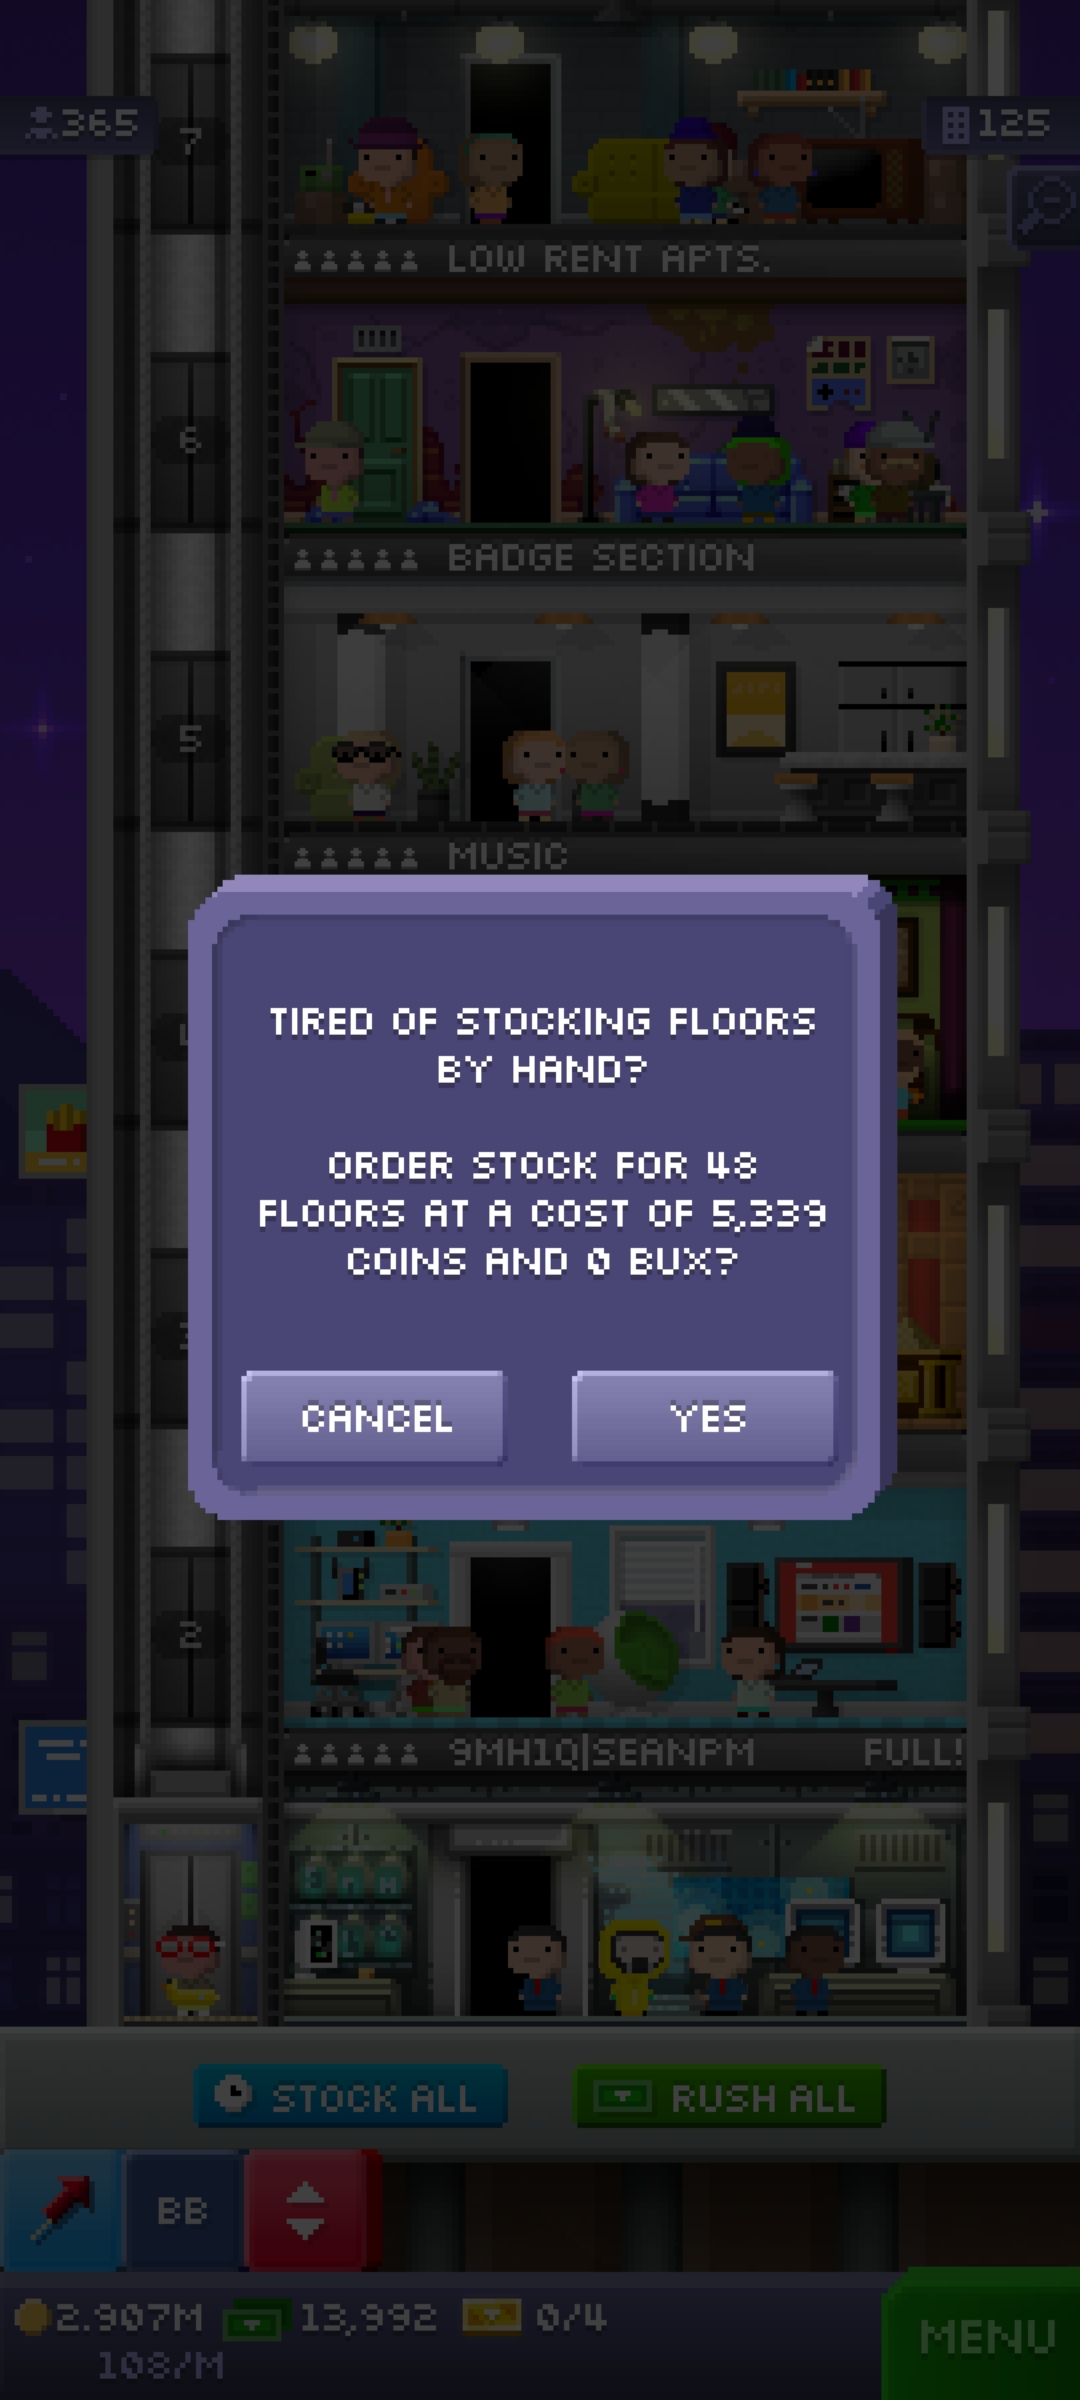 365
125
7
LOW RENT APTS.
6
BADGE SECTION
5
MUSIC
TIRED OF STOCKING FLOORS
BY HAND?
ORDER STOCK FOR 48
FLOORS AT A COST OF 5,339
COINS AND 0 BUX?
CANCEL
YES
2
9MH1Q|SEANPM
FULL!
STOCK ALL
RUSH ALL
BB
2.907M
13,992
0/4
108/M
MENU